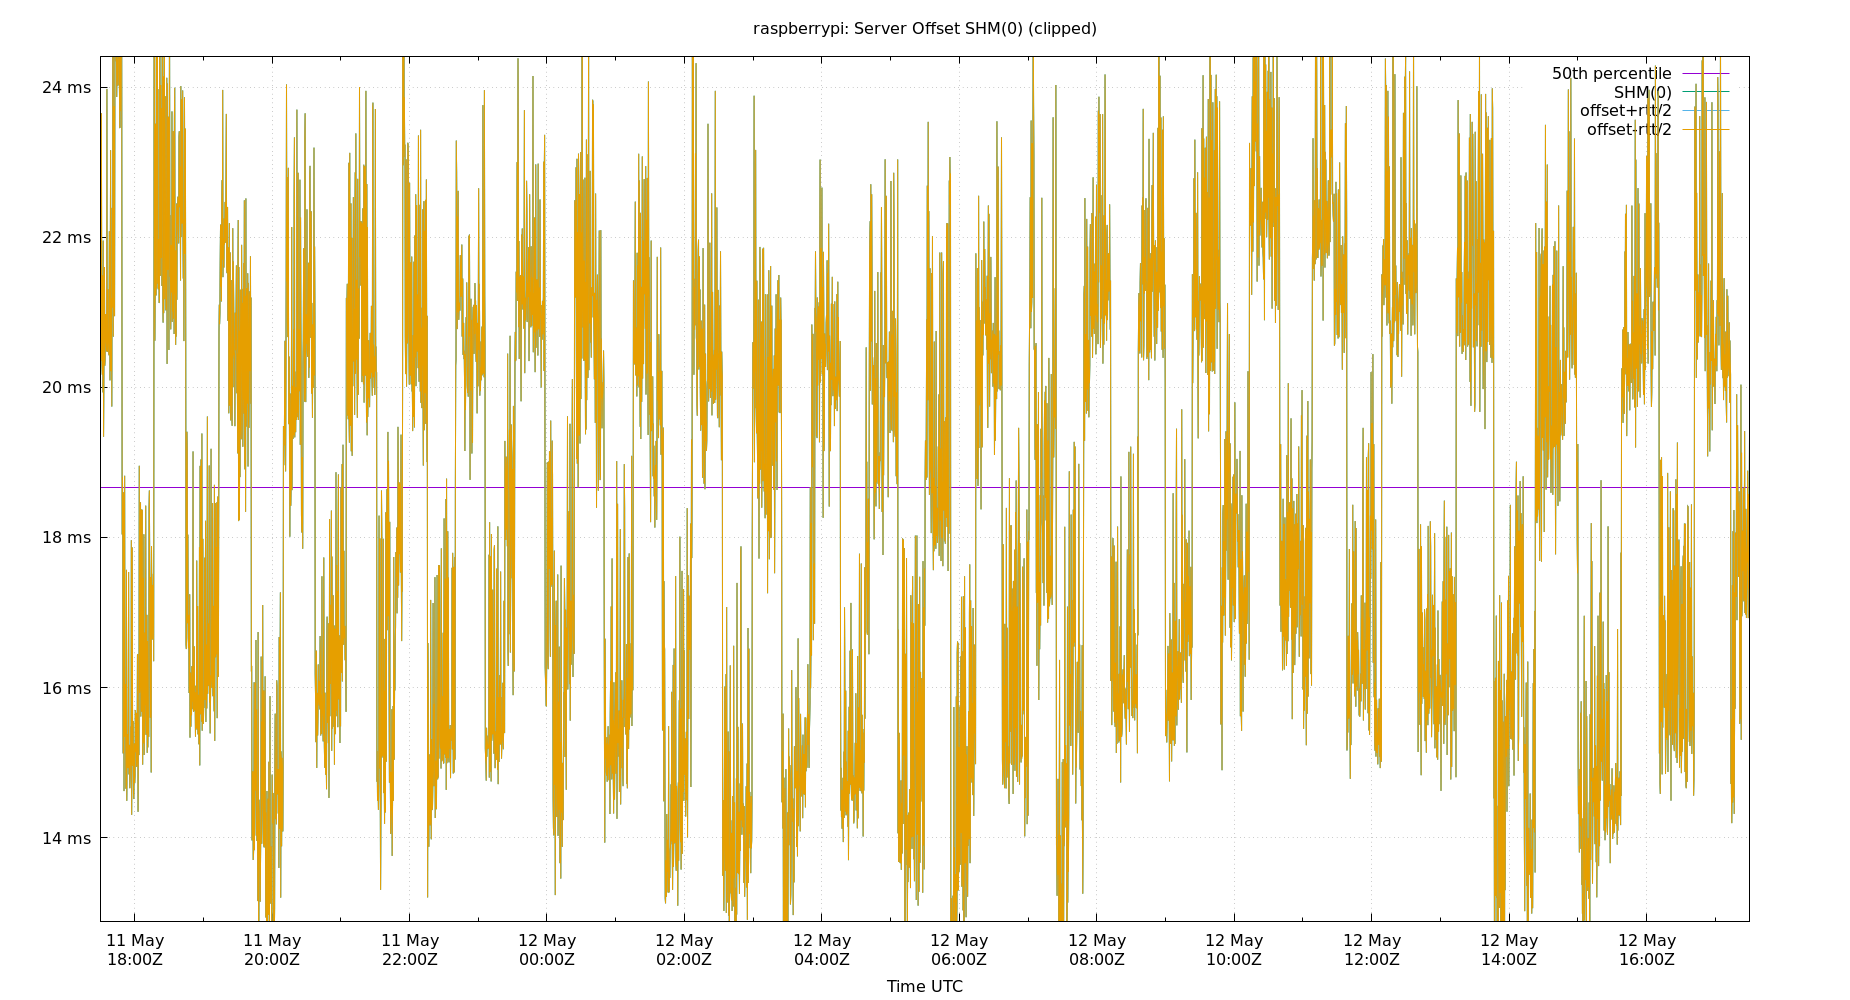 raspberrypi: Server Offset SHM(0) (clipped)
50th percentile
SHM(0)
offset+rtt/2
offset-rtt/2
24 ms
22 ms
20 ms
18 ms
16 ms
14 ms
11 May 11 May 11 May 12 May 12 May 12 May 12 May 12 May 12 May 12 May 12 May 12 May
18:00Z 20:00Z 22:00Z 00:00Z 02:00Z 04:00Z 06:00Z 08:00Z 10:00Z 12:00Z 14:00Z 16:00Z
Time UTC